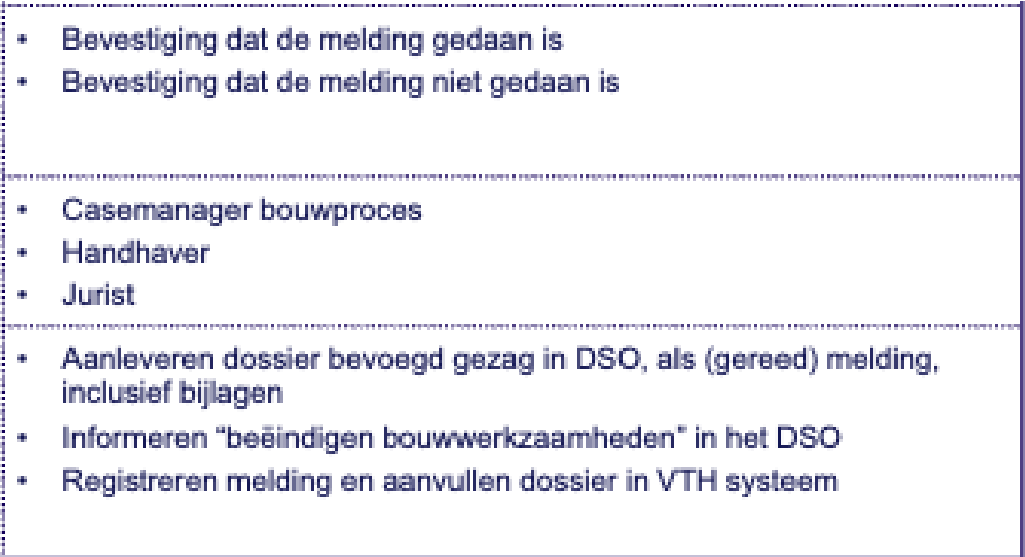 • Bevestiging dat de melding gedaan is
• Bevestiging dat de melding niet gedaan is
• Casemanager bouwproces
• Handhaver
• Jurist
• Aanleveren dossier bevoegd gezag in DSO, als (gereed) melding,
inclusief bijlagen
• Informeren “beëindigen bouwwerkzaamheden” in het DSO
• Registreren melding en aanvullen dossier in VTH systeem